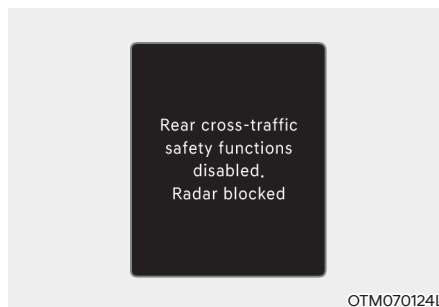 Rear cross-traffic
safety functions
disabled.
Radar blocked
OTM070124L